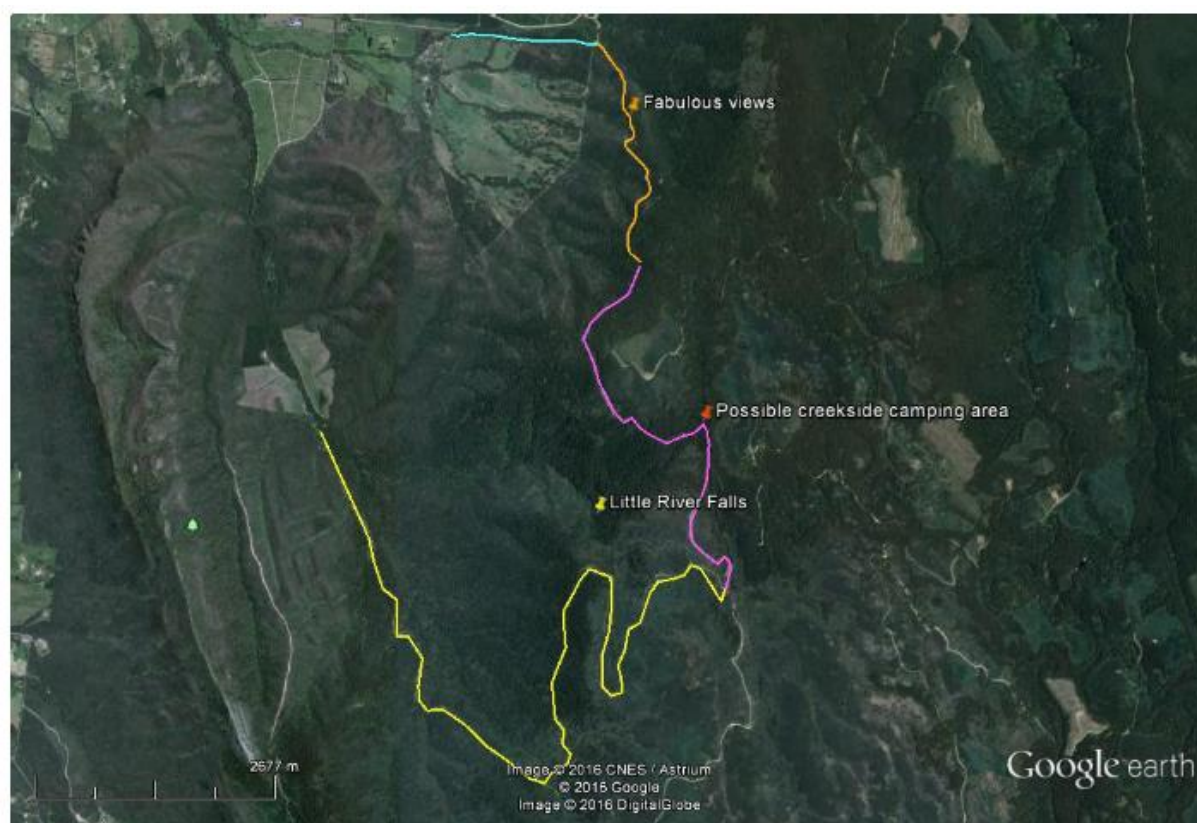 Fabulous views
Possible creekside camping area
Little River Falls
2677 m
Image © 2016 CNES / Astrium
© 2016 Google
Image © 2016 DigitalGlobe
Google earth